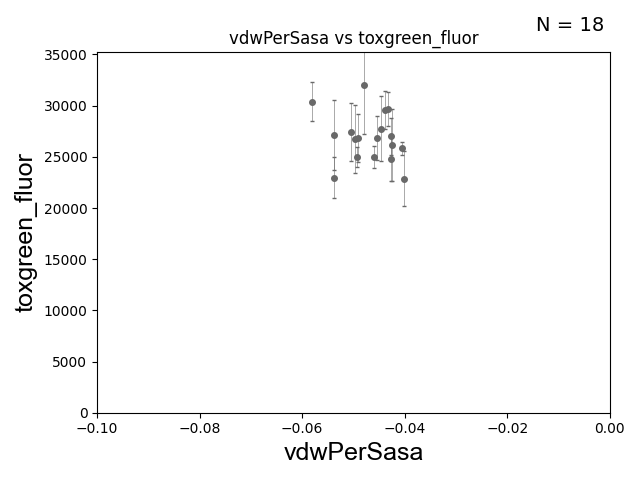 N = 18
vdwPerSasa vs toxgreen_fluor
35000
30000
25000
20000
15000
10000
5000
0
toxgreen_fluor
−0.10 −0.08 −0.06 −0.04 −0.02 0.00
vdwPerSasa